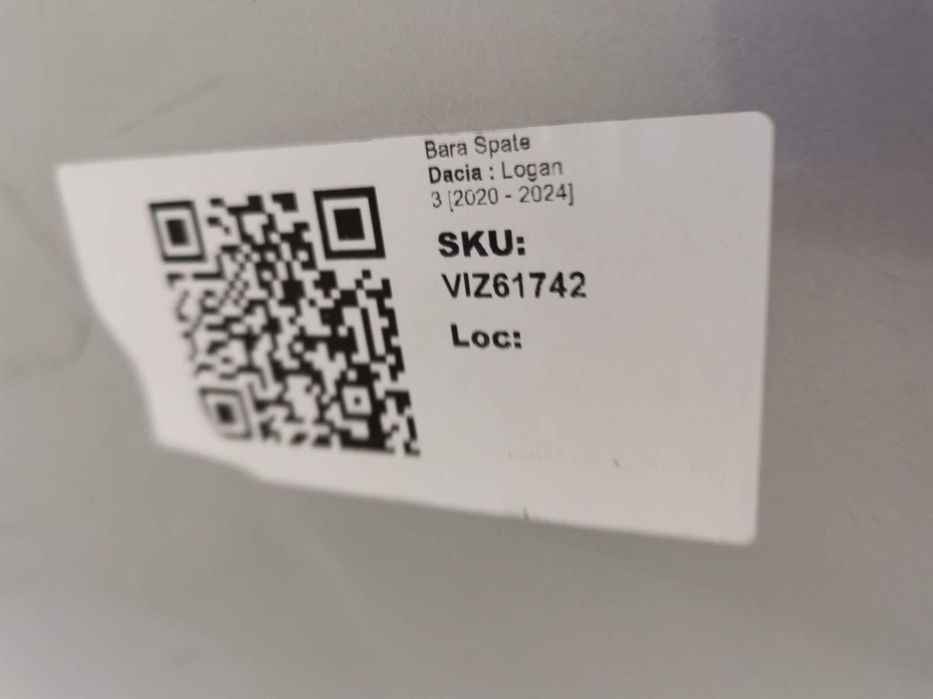 Bara Spate
Dacia : Logan
3 [2020 - 2024]
SKU:
VIZ61742
Loc: